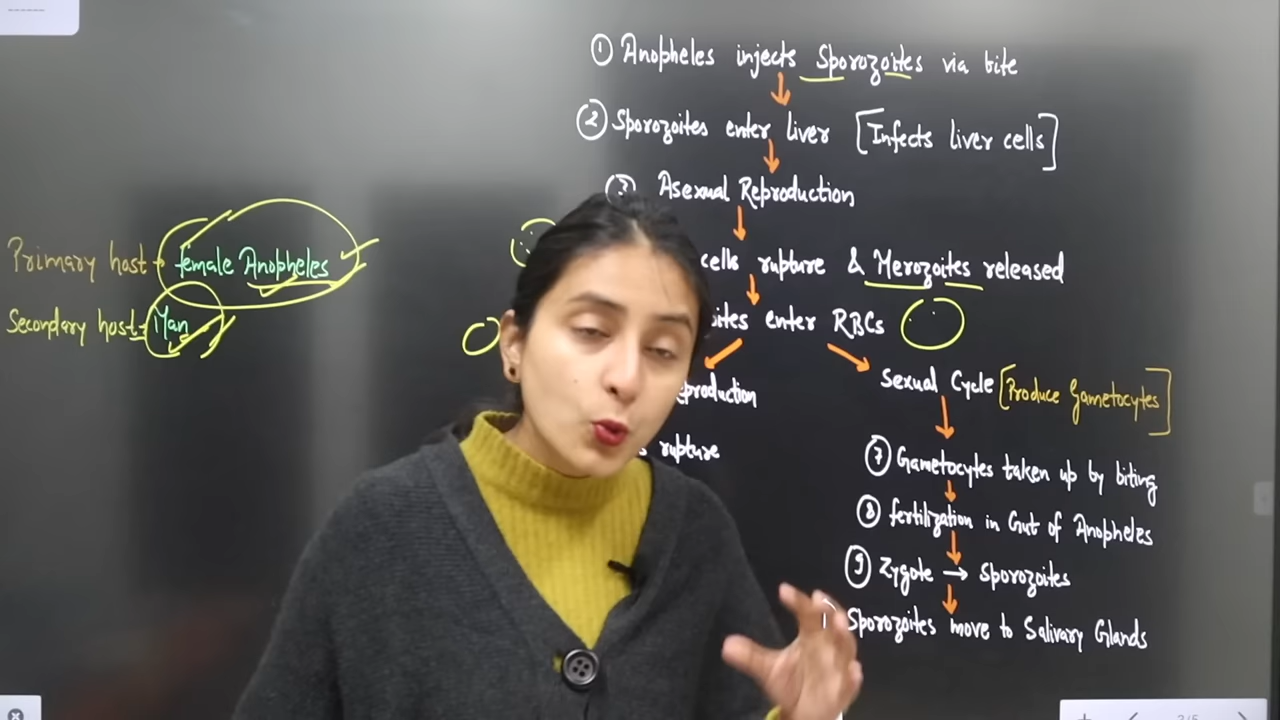 ① Anopheles injects Sporozoites via bite
② Sporozoites enter liver [Infects liver cells]
③ Asexual Reproduction
cells rupture & Merozoites released
enter RBCs
Primary host → female Anopheles
Secondary host → Man
Sexual Cycle [Produce Gametocytes]
rupture
⑦ Gametocytes taken up by biting
⑧ fertilization in Gut of Anopheles
⑨ Zygote → Sporozoites
Sporozoites move to Salivary Glands